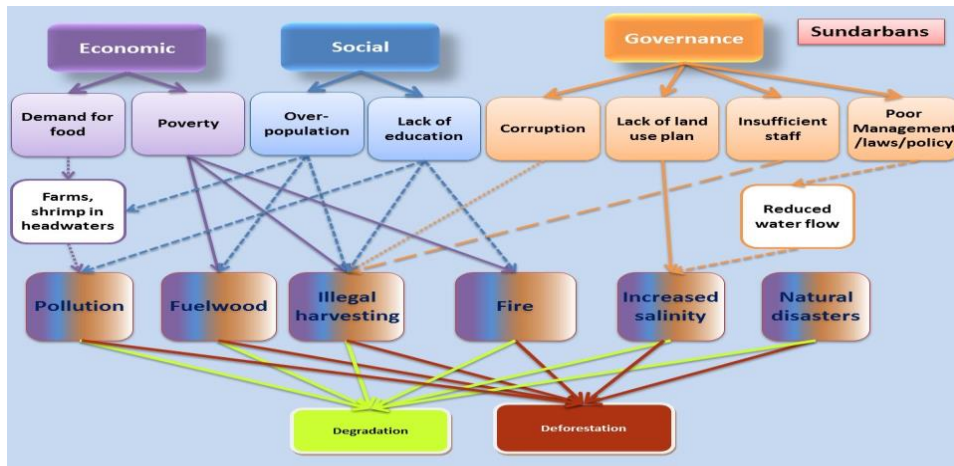 Economic
Social
Governance
Sundarbans
Demand for
food
Poverty
Over-
population
Lack of
education
Corruption
Lack of land
use plan
Insufficient
staff
Poor
Management
/laws/policy
Farms,
shrimp in
headwaters
Reduced
water flow
Pollution
Fuelwood
Illegal
harvesting
Fire
Increased
salinity
Natural
disasters
Degradation
Deforestation